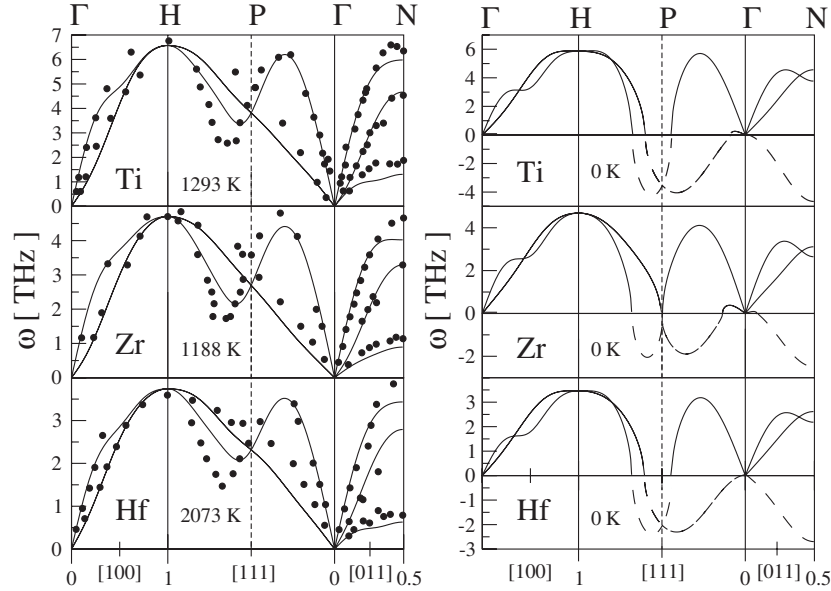 Γ H P Γ N
7
6
5
4
3
2
1
0
Ti
1293 K
4
3
2
1
0
Zr
1188 K
3
2
1
0
Hf
2073 K
ω [ THz ]
0 [100] 1 [111] 0 [011] 0.5
Γ H P Γ N
6
4
2
0
-2
-4
Ti
0 K
4
2
0
-2
Zr
0 K
3
2
1
0
-1
-2
-3
Hf
0 K
ω [ THz ]
[100] 1 [111] 0 [011] 0.5